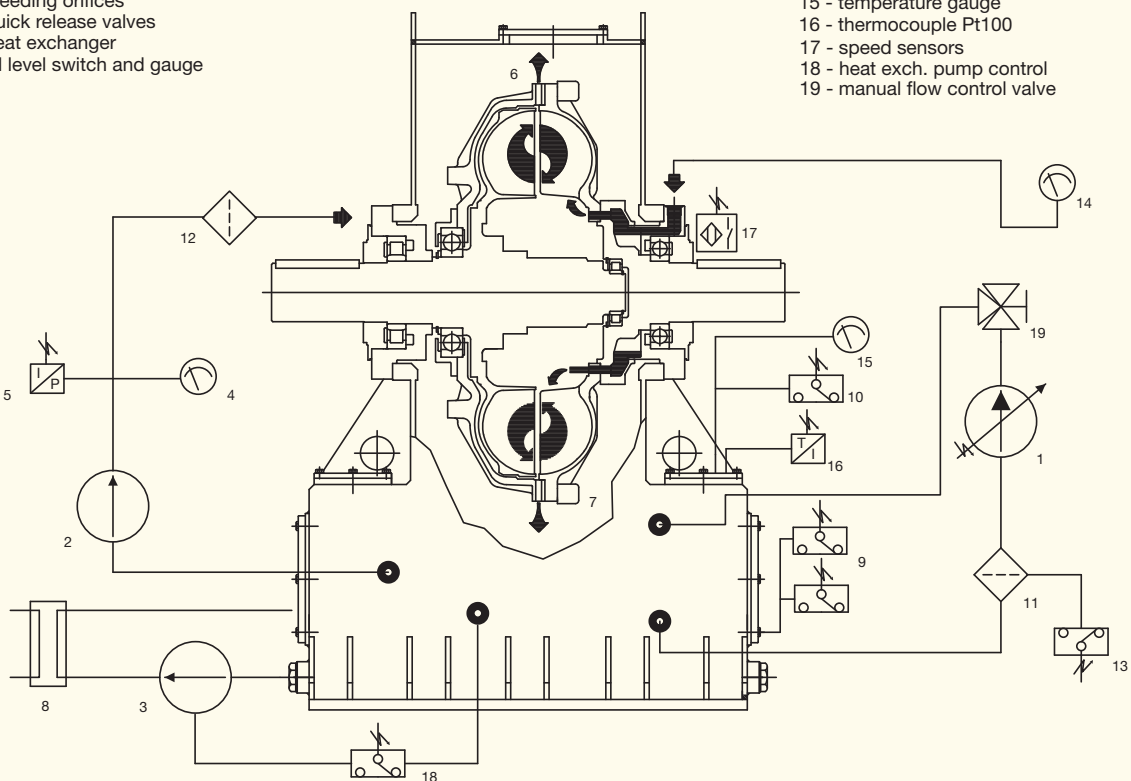 eeding orifices
uick release valves
eat exchanger
l level switch and gauge
15 - temperature gauge
16 - thermocouple Pt100
17 - speed sensors
18 - heat exch. pump control
19 - manual flow control valve
6
12
17
14
5
I
P
4
15
10
19
T
I
16
1
2
7
9
11
8
3
13
18